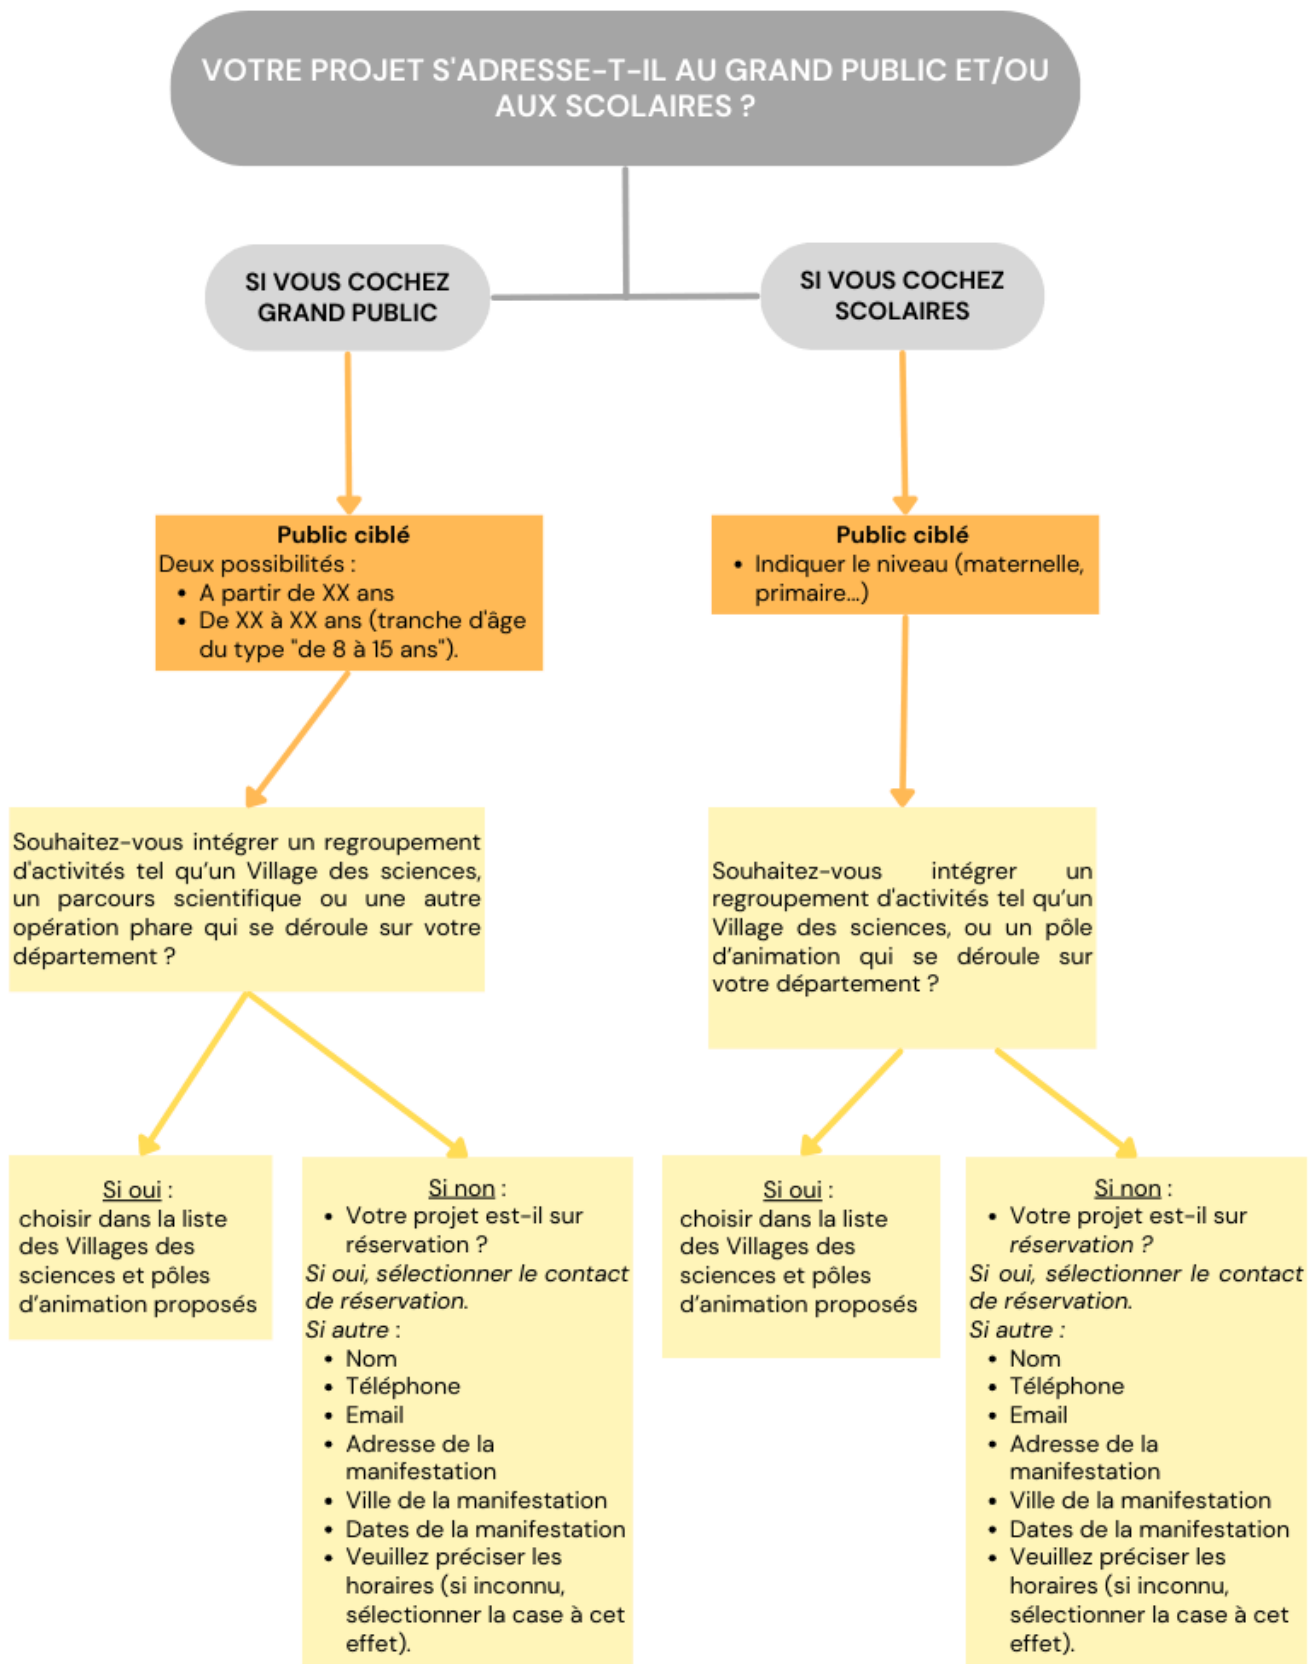 VOTRE PROJET S'ADRESSE-T-IL AU GRAND PUBLIC ET/OU
AUX SCOLAIRES ?
SI VOUS COCHEZ
GRAND PUBLIC
SI VOUS COCHEZ
SCOLAIRES
Public ciblé
Deux possibilités :
• A partir de XX ans
• De XX à XX ans (tranche d'âge
du type "de 8 à 15 ans").
Public ciblé
• Indiquer le niveau (maternelle,
primaire...)
Souhaitez-vous intégrer un regroupement
d'activités tel qu’un Village des sciences,
un parcours scientifique ou une autre
opération phare qui se déroule sur votre
département ?
Souhaitez-vous intégrer un
regroupement d'activités tel qu’un
Village des sciences, ou un pôle
d’animation qui se déroule sur
votre département ?
Si oui :
choisir dans la liste
des Villages des
sciences et pôles
d’animation proposés
Si non :
• Votre projet est-il sur
réservation ?
Si oui, sélectionner le contact
de réservation.
Si autre :
• Nom
• Téléphone
• Email
• Adresse de la
manifestation
• Ville de la manifestation
• Dates de la manifestation
• Veuillez préciser les
horaires (si inconnu,
sélectionner la case à cet
effet).
Si oui :
choisir dans la liste
des Villages des
sciences et pôles
d’animation proposés
Si non :
• Votre projet est-il sur
réservation ?
Si oui, sélectionner le contact
de réservation.
Si autre :
• Nom
• Téléphone
• Email
• Adresse de la
manifestation
• Ville de la manifestation
• Dates de la manifestation
• Veuillez préciser les
horaires (si inconnu,
sélectionner la case à cet
effet).